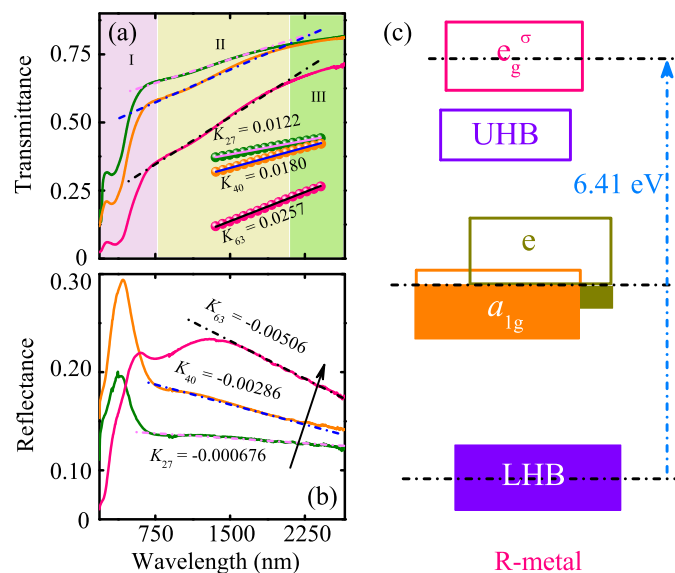 (a)
I
II
III
Transmittance
0.75
0.50
0.25
0
K27 = 0.0122
K40 = 0.0180
K63 = 0.0257
(b)
Reflectance
0.30
0.20
0.10
0.00
K63 = -0.00506
K40 = -0.00286
K27 = -0.000676
750
1500
2250
Wavelength (nm)
(c)
egσ
UHB
6.41 eV
e
a1g
LHB
R-metal